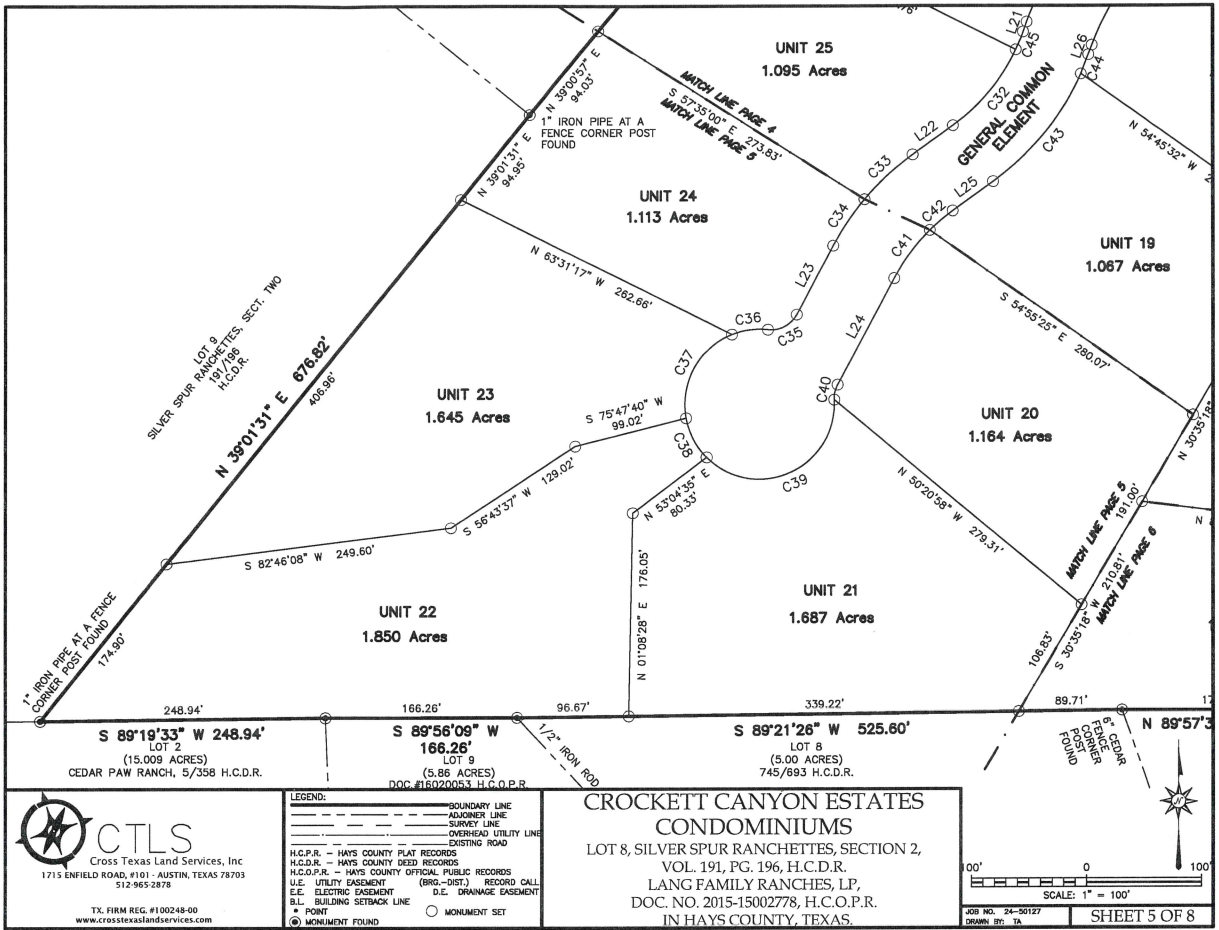 UNIT 25
1.095 Acres
L21
C45
L26
C44
C32
GENERAL COMMON
ELEMENT
C43
N 39°00'57" E
94.03'
MATCH LINE PAGE 4
S 57°35'00" E 273.83'
MATCH LINE PAGE 5
1" IRON PIPE AT A
FENCE CORNER POST
FOUND
L22
C33
N 54°45'32" W
N 39°01'31" E
94.95'
UNIT 24
1.113 Acres
C34
L25
C42
C41
UNIT 19
1.067 Acres
N 63°31'17" W 262.66'
L23
L24
S 54°55'25" E 280.07'
LOT 9
SILVER SPUR RANCHETTES, SECT. TWO
191/196
H.C.D.R.
N 39°01'31" E 676.82'
406.96'
C36
C35
C37
C40
UNIT 23
1.645 Acres
S 75°47'40" W
99.02'
UNIT 20
1.164 Acres
N 30°35'18"
C38
C39
S 56°43'37" W 129.02'
N 53°04'35" E
80.33'
N 50°20'58" W 279.31'
MATCH LINE PAGE 5
191.00'
N
S 82°46'08" W 249.60'
N 01°08'28" E 176.05'
S 30°35'18" W 210.81'
MATCH LINE PAGE 6
UNIT 21
1.687 Acres
UNIT 22
1.850 Acres
1" IRON PIPE AT A FENCE
CORNER POST FOUND
174.90'
106.83'
248.94'
166.26'
96.67'
339.22'
89.71'
17
S 89°19'33" W 248.94'
LOT 2
(15.009 ACRES)
CEDAR PAW RANCH, 5/358 H.C.D.R.
S 89°56'09" W
166.26'
LOT 9
(5.86 ACRES)
DOC.#16020053 H.C.O.P.R.
1/2" IRON ROD
S 89°21'26" W 525.60'
LOT 8
(5.00 ACRES)
745/693 H.C.D.R.
6" CEDAR
FENCE
CORNER
POST
FOUND
N 89°57'3
N
CTLS
Cross Texas Land Services, Inc
1715 ENFIELD ROAD, #101 - AUSTIN, TEXAS 78703
512-965-2878
TX. FIRM REG. #100248-00
www.crosstexaslandservices.com
LEGEND:
BOUNDARY LINE
ADJOINER LINE
SURVEY LINE
OVERHEAD UTILITY LINE
EXISTING ROAD
H.C.P.R. - HAYS COUNTY PLAT RECORDS
H.C.D.R. - HAYS COUNTY DEED RECORDS
H.C.O.P.R. - HAYS COUNTY OFFICIAL PUBLIC RECORDS
U.E. UTILITY EASEMENT (BRG.-DIST.) RECORD CALL
E.E. ELECTRIC EASEMENT D.E. DRAINAGE EASEMENT
B.L. BUILDING SETBACK LINE
POINT MONUMENT SET
MONUMENT FOUND
CROCKETT CANYON ESTATES
CONDOMINIUMS
LOT 8, SILVER SPUR RANCHETTES, SECTION 2,
VOL. 191, PG. 196, H.C.D.R.
LANG FAMILY RANCHES, LP,
DOC. NO. 2015-15002778, H.C.O.P.R.
IN HAYS COUNTY, TEXAS.
100' 0 100'
SCALE: 1" = 100'
JOB NO. 24-50127
DRAWN BY: TA
SHEET 5 OF 8